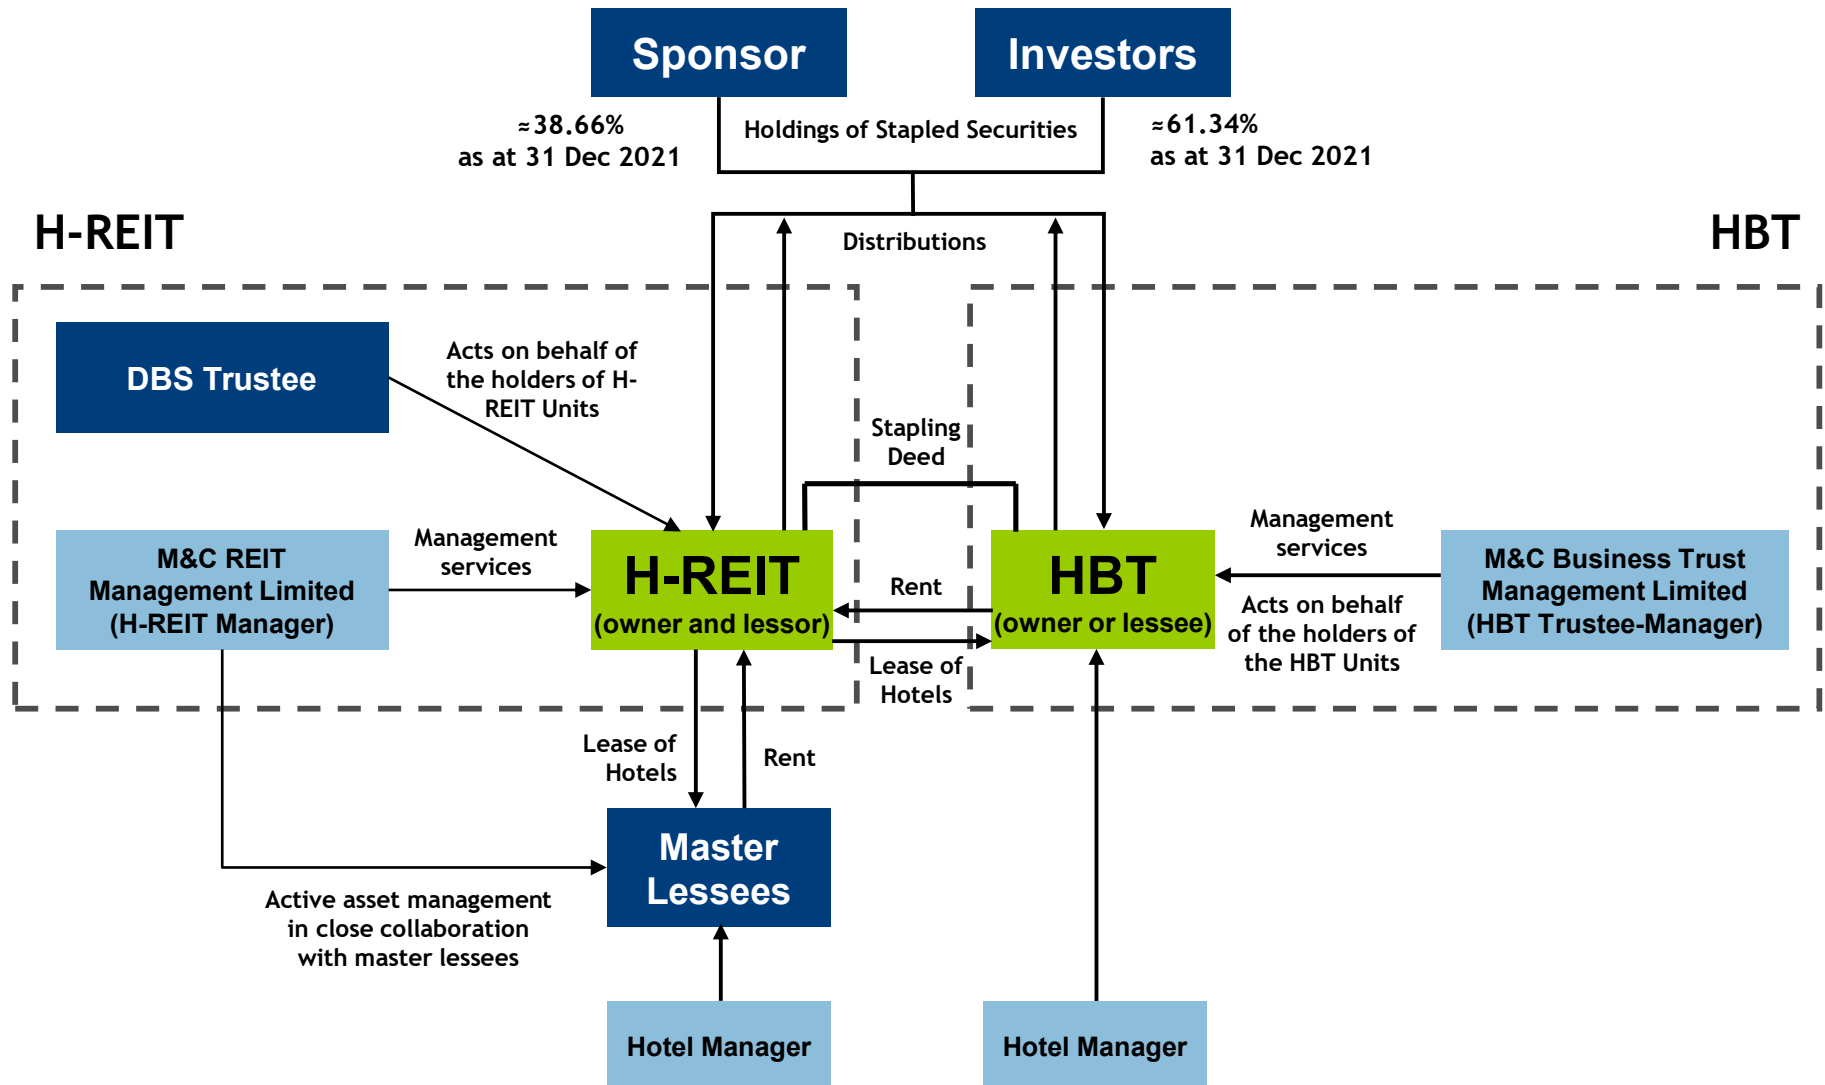 Sponsor
Investors
≈38.66%
as at 31 Dec 2021
Holdings of Stapled Securities
≈61.34%
as at 31 Dec 2021
H-REIT
HBT
Distributions
DBS Trustee
Acts on behalf of
the holders of H-
REIT Units
Stapling
Deed
M&C REIT
Management Limited
(H-REIT Manager)
Management
services
H-REIT
(owner and lessor)
Rent
Lease of
Hotels
HBT
(owner or lessee)
Management
services
Acts on behalf
of the holders of
the HBT Units
M&C Business Trust
Management Limited
(HBT Trustee-Manager)
Lease of
Hotels
Rent
Master
Lessees
Active asset management
in close collaboration
with master lessees
Hotel Manager
Hotel Manager